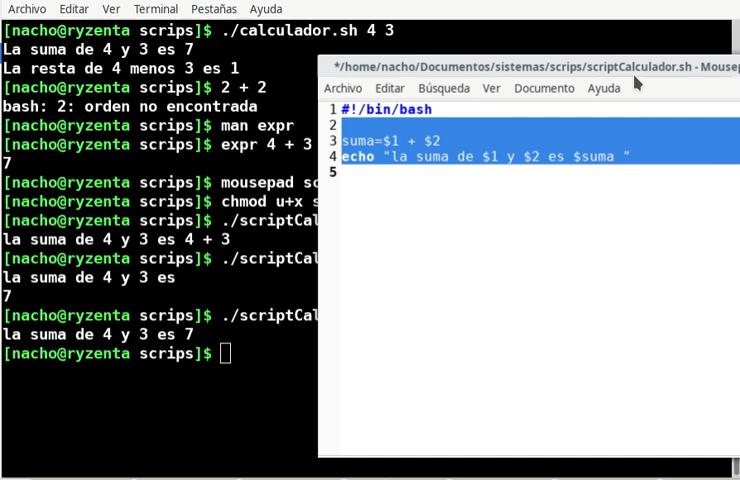 Archivo Editar Ver Terminal Pestañas Ayuda
[nacho@ryzenta scrips]$ ./calculador.sh 4 3
La suma de 4 y 3 es 7
La resta de 4 menos 3 es 1
[nacho@ryzenta scrips]$ 2 + 2
bash: 2: orden no encontrada
[nacho@ryzenta scrips]$ man expr
[nacho@ryzenta scrips]$ expr 4 + 3
7
[nacho@ryzenta scrips]$ mousepad sc
[nacho@ryzenta scrips]$ chmod u+x s
[nacho@ryzenta scrips]$ ./scriptCal
la suma de 4 y 3 es 4 + 3
[nacho@ryzenta scrips]$ ./scriptCal
la suma de 4 y 3 es
7
[nacho@ryzenta scrips]$ ./scriptCal
la suma de 4 y 3 es 7
[nacho@ryzenta scrips]$
*/home/nacho/Documentos/sistemas/scrips/scriptCalculador.sh - Mousep
Archivo Editar Búsqueda Ver Documento Ayuda
1 #!/bin/bash
2
3 suma=$1 + $2
4 echo "la suma de $1 y $2 es $suma "
5